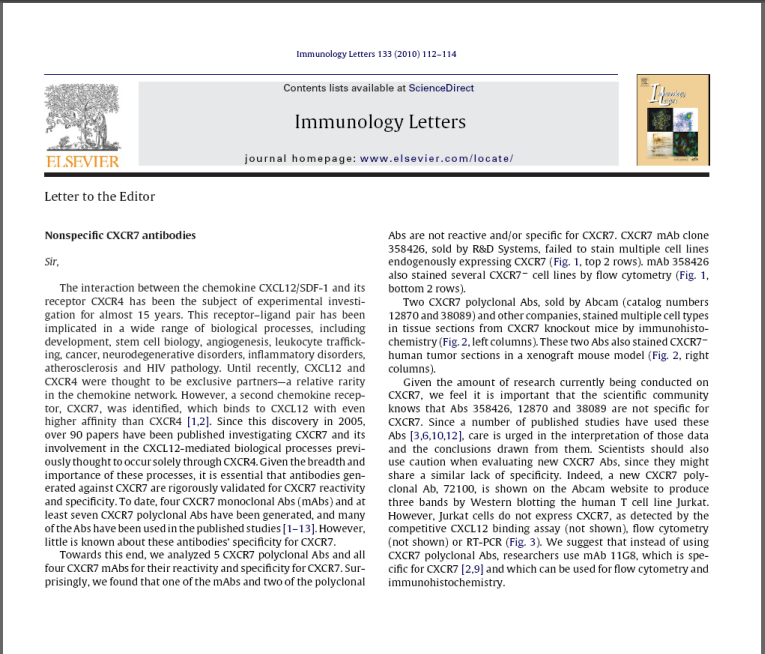 Immunology Letters 133 (2010) 112–114
ELSEVIER
Contents lists available at ScienceDirect
Immunology Letters
journal homepage: www.elsevier.com/locate/
Immunology
Letters
Letter to the Editor
Nonspecific CXCR7 antibodies
Sir,
The interaction between the chemokine CXCL12/SDF-1 and its
receptor CXCR4 has been the subject of experimental investi-
gation for almost 15 years. This receptor–ligand pair has been
implicated in a wide range of biological processes, including
development, stem cell biology, angiogenesis, leukocyte traffick-
ing, cancer, neurodegenerative disorders, inflammatory disorders,
atherosclerosis and HIV pathology. Until recently, CXCL12 and
CXCR4 were thought to be exclusive partners—a relative rarity
in the chemokine network. However, a second chemokine recep-
tor, CXCR7, was identified, which binds to CXCL12 with even
higher affinity than CXCR4 [1,2]. Since this discovery in 2005,
over 90 papers have been published investigating CXCR7 and its
involvement in the CXCL12-mediated biological processes previ-
ously thought to occur solely through CXCR4. Given the breadth and
importance of these processes, it is essential that antibodies gen-
erated against CXCR7 are rigorously validated for CXCR7 reactivity
and specificity. To date, four CXCR7 monoclonal Abs (mAbs) and at
least seven CXCR7 polyclonal Abs have been generated, and many
of the Abs have been used in the published studies [1–13]. However,
little is known about these antibodies' specificity for CXCR7.
Towards this end, we analyzed 5 CXCR7 polyclonal Abs and all
four CXCR7 mAbs for their reactivity and specificity for CXCR7. Sur-
prisingly, we found that one of the mAbs and two of the polyclonal
Abs are not reactive and/or specific for CXCR7. CXCR7 mAb clone
358426, sold by R&D Systems, failed to stain multiple cell lines
endogenously expressing CXCR7 (Fig. 1, top 2 rows). mAb 358426
also stained several CXCR7− cell lines by flow cytometry (Fig. 1,
bottom 2 rows).
Two CXCR7 polyclonal Abs, sold by Abcam (catalog numbers
12870 and 38089) and other companies, stained multiple cell types
in tissue sections from CXCR7 knockout mice by immunohisto-
chemistry (Fig. 2, left columns). These two Abs also stained CXCR7−
human tumor sections in a xenograft mouse model (Fig. 2, right
columns).
Given the amount of research currently being conducted on
CXCR7, we feel it is important that the scientific community
knows that Abs 358426, 12870 and 38089 are not specific for
CXCR7. Since a number of published studies have used these
Abs [3,6,10,12], care is urged in the interpretation of those data
and the conclusions drawn from them. Scientists should also
use caution when evaluating new CXCR7 Abs, since they might
share a similar lack of specificity. Indeed, a new CXCR7 poly-
clonal Ab, 72100, is shown on the Abcam website to produce
three bands by Western blotting the human T cell line Jurkat.
However, Jurkat cells do not express CXCR7, as detected by the
competitive CXCL12 binding assay (not shown), flow cytometry
(not shown) or RT-PCR (Fig. 3). We suggest that instead of using
CXCR7 polyclonal Abs, researchers use mAb 11G8, which is spe-
cific for CXCR7 [2,9] and which can be used for flow cytometry and
immunohistochemistry.